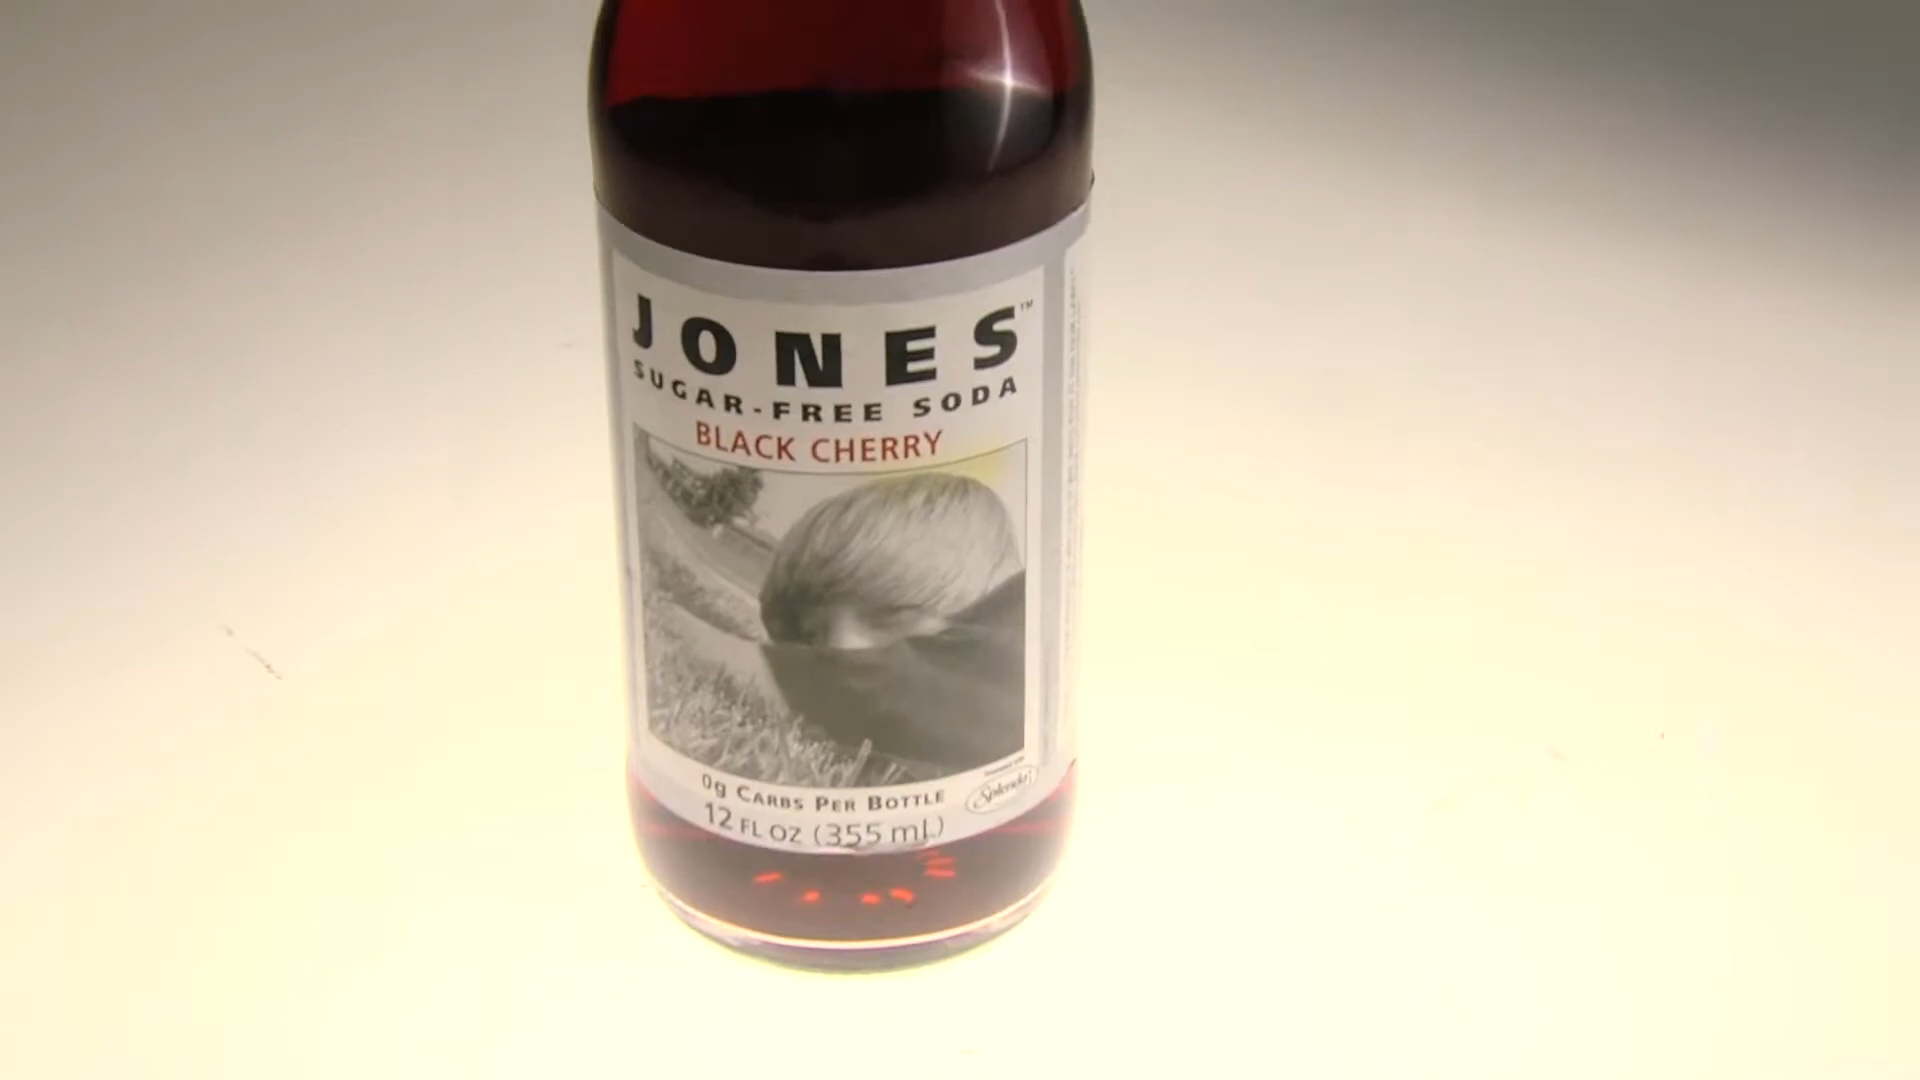 JONES™
SUGAR-FREE SODA
BLACK CHERRY
0g CARBS PER BOTTLE
Splenda
12 FL OZ (355 mL)